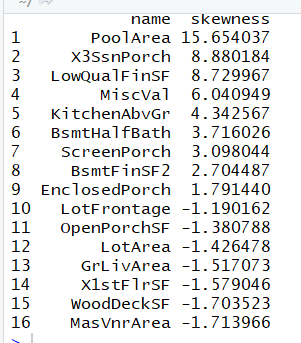 ~/
name skewness
1 PoolArea 15.654037
2 X3SsnPorch 8.880184
3 LowQualFinSF 8.729967
4 MiscVal 6.040949
5 KitchenAbvGr 4.342567
6 BsmtHalfBath 3.716026
7 ScreenPorch 3.098044
8 BsmtFinSF2 2.704487
9 EnclosedPorch 1.791440
10 LotFrontage -1.190162
11 OpenPorchSF -1.380788
12 LotArea -1.426478
13 GrLivArea -1.517073
14 X1stFlrSF -1.579046
15 WoodDeckSF -1.703523
16 MasVnrArea -1.713966
>